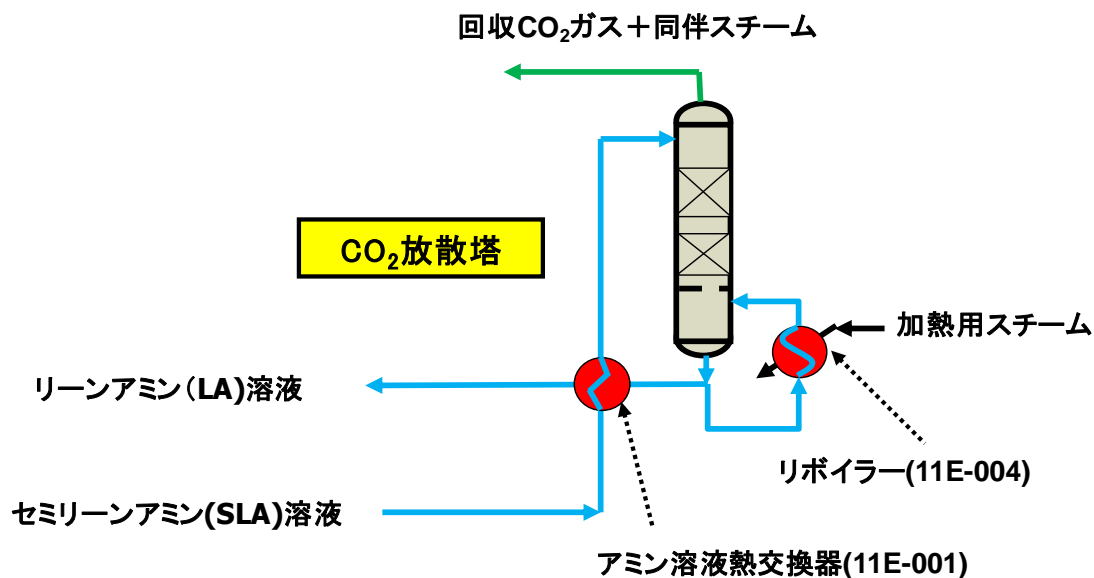 回収CO₂ガス＋同伴スチーム
CO₂放散塔
加熱用スチーム
リーンアミン（LA)溶液
リボイラー(11E-004)
セミリーンアミン(SLA)溶液
アミン溶液熱交換器(11E-001)